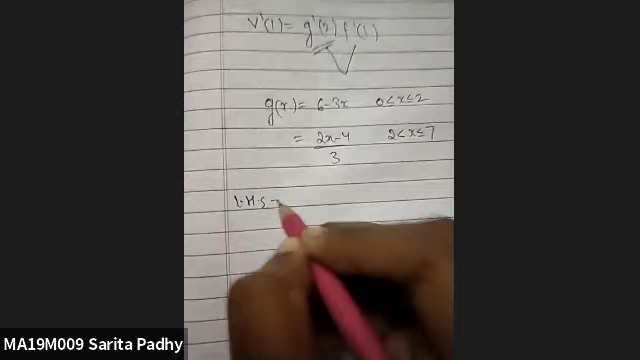 V'(1) = g'(2) f'(1)
g(x) = 6-3x 0<x≤2
= 2x-4 2<x≤7
3
L.H.S -
MA19M009 Sarita Padhy